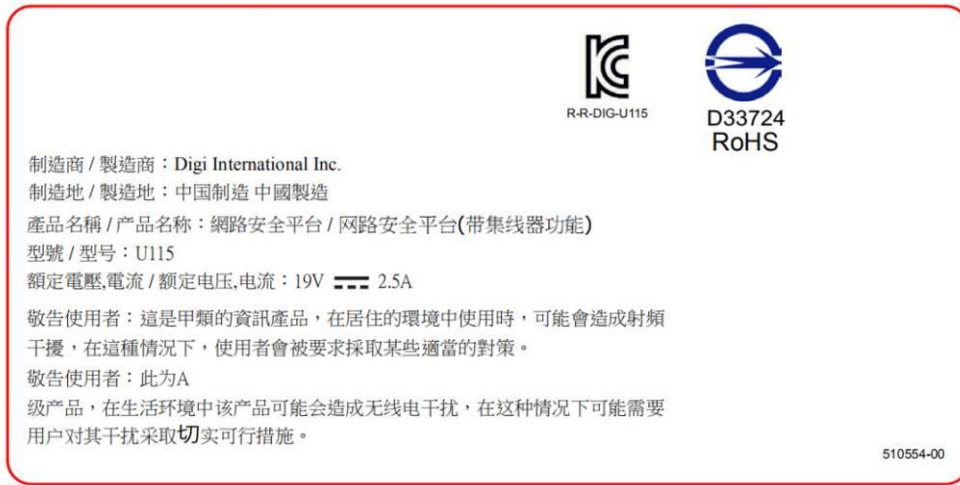 R-R-DIG-U115
D33724
RoHS
制造商 / 製造商：Digi International Inc.
制造地 / 製造地：中国制造 中國製造
產品名稱 / 产品名称：網路安全平台 / 网路安全平台(带集线器功能)
型號 / 型号：U115
額定電壓,電流 / 额定电压,电流：19V 2.5A
敬告使用者：這是甲類的資訊產品，在居住的環境中使用時，可能會造成射頻
干擾，在這種情況下，使用者會被要求採取某些適當的對策。
敬告使用者：此为A
级产品，在生活环境中该产品可能会造成无线电干扰，在这种情况下可能需要
用户对其干扰采取切实可行措施。
510554-00